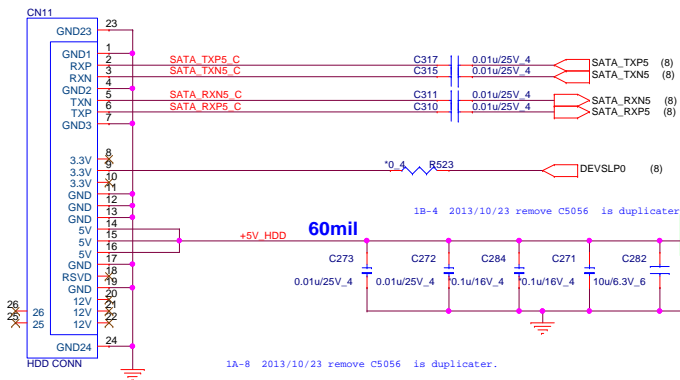 CN11
GND23 23
GND1 1
RXP 2 SATA_TXP5_C C317 0.01u/25V_4 SATA_TXP5 (8)
RXN 3 SATA_TXN5_C C315 0.01u/25V_4 SATA_TXN5 (8)
GND2 4
TXN 5 SATA_RXN5_C C311 0.01u/25V_4 SATA_RXN5 (8)
TXP 6 SATA_RXP5_C C310 0.01u/25V_4 SATA_RXP5 (8)
GND3 7
3.3V 8
3.3V 9 *0_4 R523 DEVSLP0 (8)
3.3V 10
GND 11
GND 12
GND 13
1B-4 2013/10/23 remove C5056 is duplicater
5V 14
5V 15 +5V_HDD 60mil
5V 16
GND 17
RSVD 18
GND 19
12V 20
12V 21
12V 22
C273 C272 C284 C271 C282
0.01u/25V_4 0.01u/25V_4 *0.1u/16V_4 *0.1u/16V_4 10u/6.3V_6
26 26
25 25
GND24 24
HDD CONN
1A-8 2013/10/23 remove C5056 is duplicater.